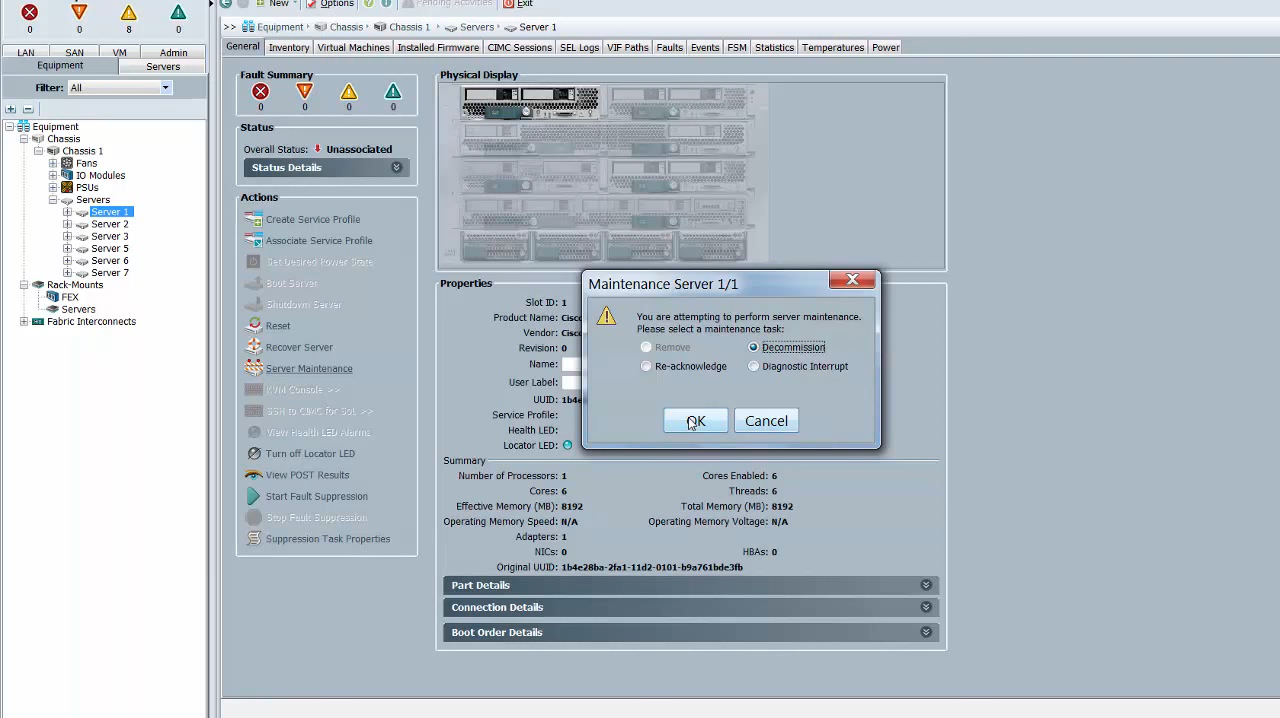 New
Options
Pending Activities
Exit
0 0 8 0
>> Equipment Chassis Chassis 1 Servers Server 1
LAN SAN VM Admin
Equipment Servers
Filter: All
Equipment
Chassis
Chassis 1
Fans
IO Modules
PSUs
Servers
Server 1
Server 2
Server 3
Server 5
Server 6
Server 7
Rack-Mounts
FEX
Servers
Fabric Interconnects
General Inventory Virtual Machines Installed Firmware CIMC Sessions SEL Logs VIF Paths Faults Events FSM Statistics Temperatures Power
Fault Summary
0 0 0 0
Status
Overall Status: Unassociated
Status Details
Actions
Create Service Profile
Associate Service Profile
Set Desired Power State
Boot Server
Shutdown Server
Reset
Recover Server
Server Maintenance
KVM Console >>
SSH to CIMC for SoL >>
View Health LED Alarms
Turn off Locator LED
View POST Results
Start Fault Suppression
Stop Fault Suppression
Suppression Task Properties
Physical Display
Properties
Slot ID: 1
Product Name: Cisc
Vendor: Cisc
Revision: 0
Name:
User Label:
UUID: 1b4e
Service Profile:
Health LED:
Locator LED:
Maintenance Server 1/1
You are attempting to perform server maintenance.
Please select a maintenance task:
Remove Decommission
Re-acknowledge Diagnostic Interrupt
OK Cancel
Summary
Number of Processors: 1 Cores Enabled: 6
Cores: 6 Threads: 6
Effective Memory (MB): 8192 Total Memory (MB): 8192
Operating Memory Speed: N/A Operating Memory Voltage: N/A
Adapters: 1
NICs: 0 HBAs: 0
Original UUID: 1b4e28ba-2fa1-11d2-0101-b9a761bde3fb
Part Details
Connection Details
Boot Order Details